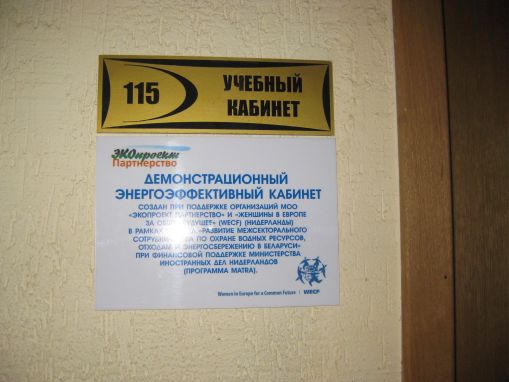 115
УЧЕБНЫЙ
КАБИНЕТ
ЭКОпроект
Партнерство
ДЕМОНСТРАЦИОННЫЙ
ЭНЕРГОЭФФЕКТИВНЫЙ КАБИНЕТ
СОЗДАН ПРИ ПОДДЕРЖКЕ ОРГАНИЗАЦИЙ МОО
«ЭКОПРОЕКТ ПАРТНЕРСТВО» И «ЖЕНЩИНЫ В ЕВРОПЕ
ЗА ОБЩЕЕ БУДУЩЕЕ» (WECF) (НИДЕРЛАНДЫ)
В РАМКАХ «РАЗВИТИЕ МЕЖСЕКТОРАЛЬНОГО
СОТРУДНИЧЕСТВА ПО ОХРАНЕ ВОДНЫХ РЕСУРСОВ,
ОТХОДАМ И ЭНЕРГОСБЕРЕЖЕНИЮ В БЕЛАРУСИ»
ПРИ ФИНАНСОВОЙ ПОДДЕРЖКЕ МИНИСТЕРСТВА
ИНОСТРАННЫХ ДЕЛ НИДЕРЛАНДОВ
(ПРОГРАММА MATRA).
Women in Europe for a Common Future | WECF